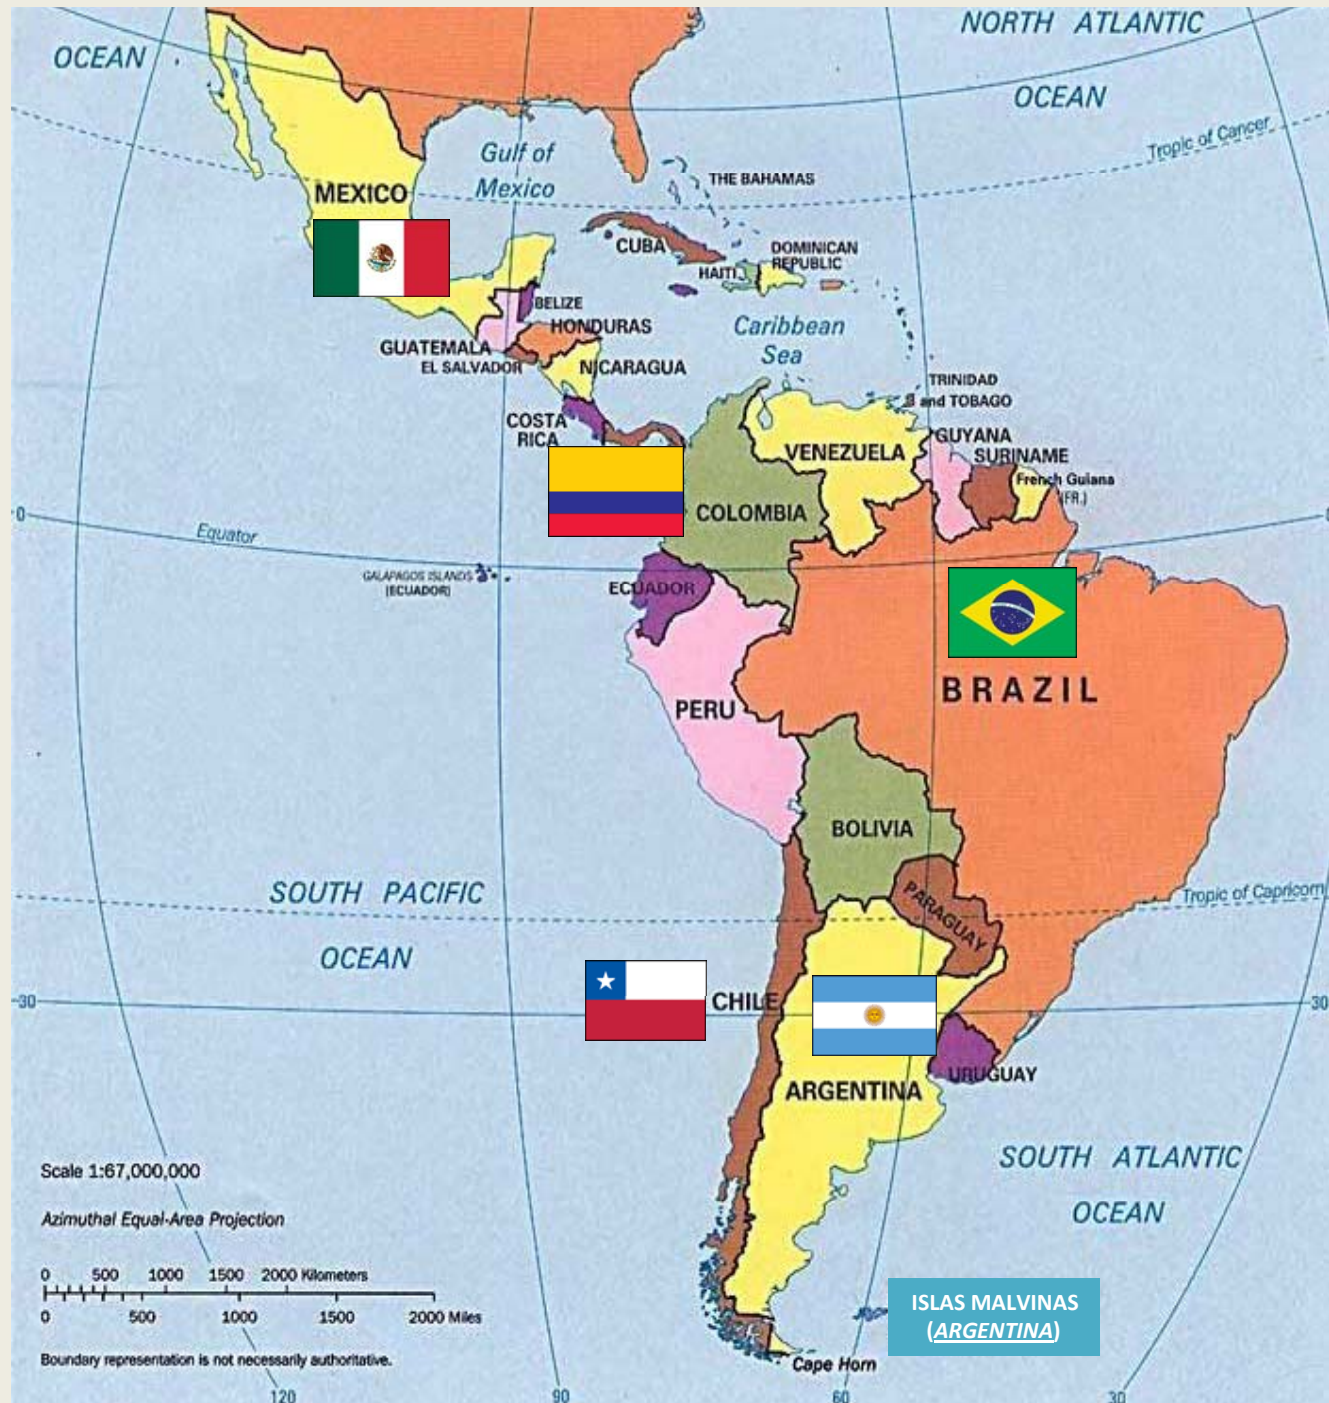 OCEAN
NORTH ATLANTIC
OCEAN
Tropic of Cancer
Gulf of
Mexico
THE BAHAMAS
MEXICO
CUBA
DOMINICAN
REPUBLIC
HAITI
BELIZE
HONDURAS
Caribbean
Sea
GUATEMALA
EL SALVADOR
NICARAGUA
TRINIDAD
and TOBAGO
COSTA
RICA
GUYANA
VENEZUELA
SURINAME
French Guiana
(FR.)
COLOMBIA
0
0
Equator
GALAPAGOS ISLANDS
(ECUADOR)
ECUADOR
BRAZIL
PERU
BOLIVIA
SOUTH PACIFIC
OCEAN
PARAGUAY
Tropic of Capricorn
30
CHILE
30
ARGENTINA
URUGUAY
SOUTH ATLANTIC
OCEAN
Scale 1:67,000,000
Azimuthal Equal-Area Projection
0 500 1000 1500 2000 Kilometers
0 500 1000 1500 2000 Miles
Boundary representation is not necessarily authoritative.
ISLAS MALVINAS
(ARGENTINA)
Cape Horn
120
90
60
30